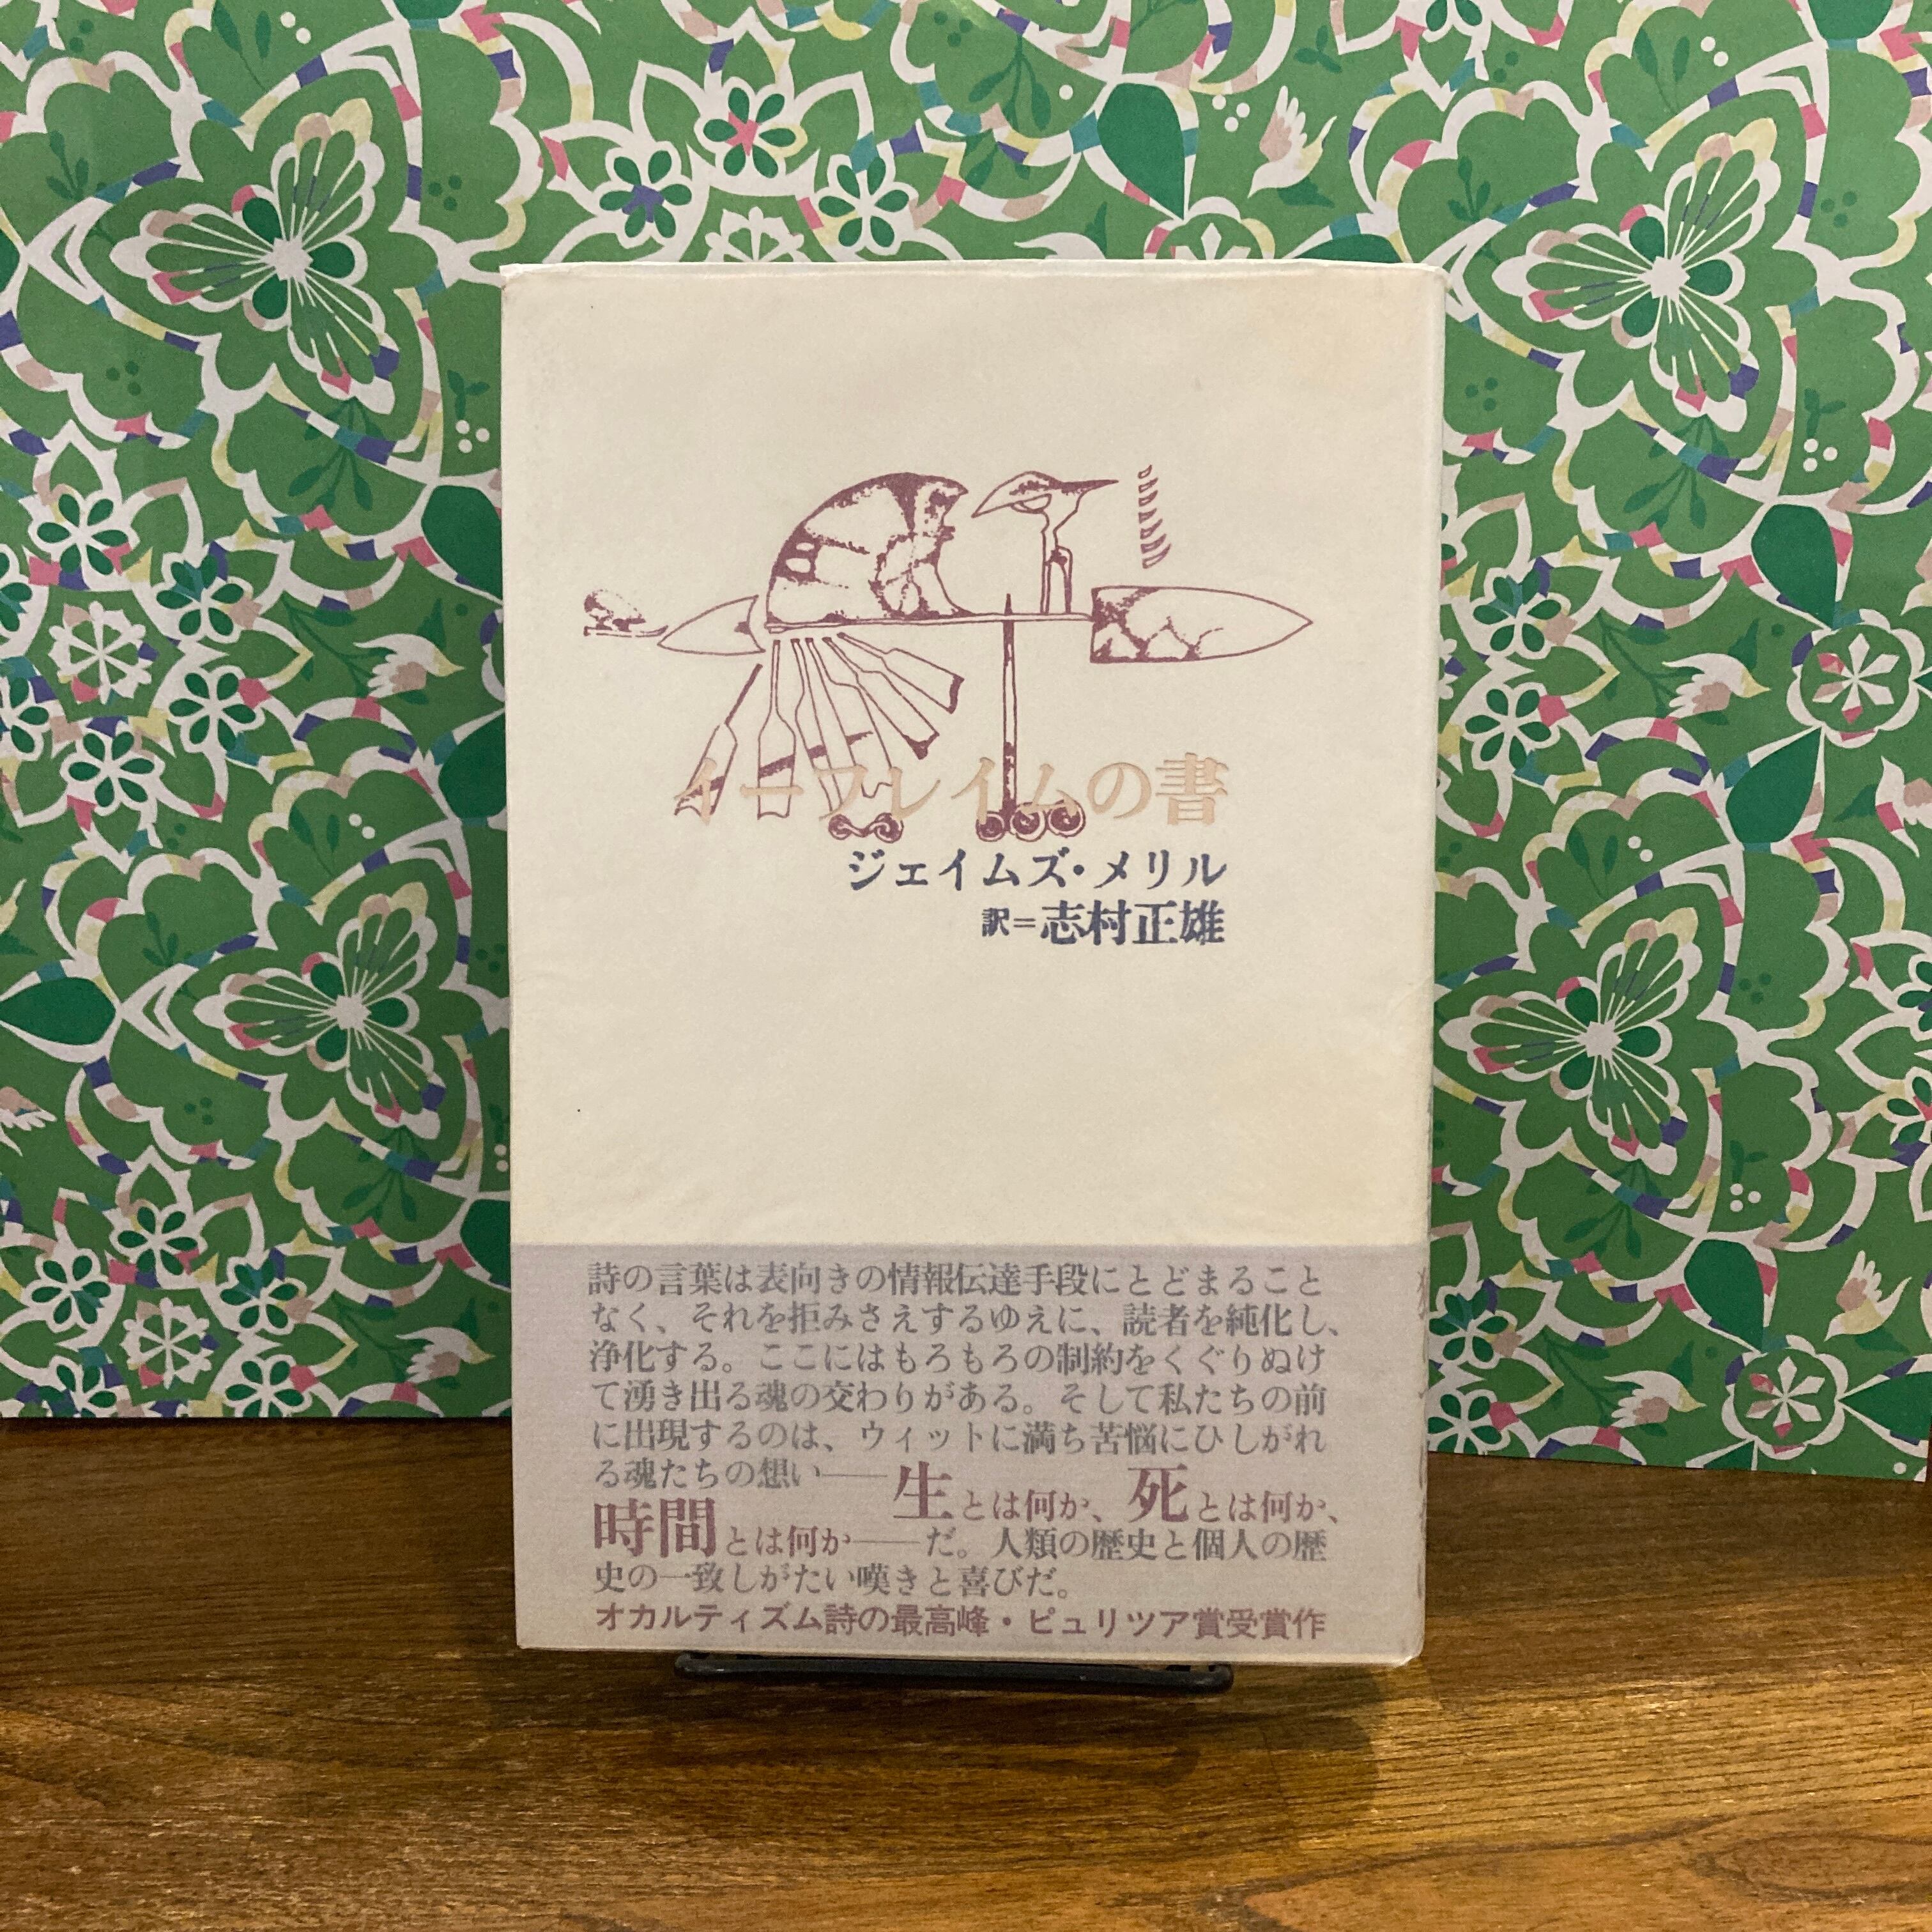 イーフレイムの書
ジェイムズ・メリル
訳=志村正雄
詩の言葉は表向きの情報伝達手段にとどまること
なく、それを拒みさえするゆえに、読者を純化し、
浄化する。ここにはもろもろの制約をくぐりぬけ
て湧き出る魂の交わりがある。そして私たちの前
に出現するのは、ウィットに満ち苦悩にひしがれ
る魂たちの想い――生とは何か、死とは何か、
時間とは何か――だ。人類の歴史と個人の歴
史の一致しがたい嘆きと喜びだ。
オカルティズム詩の最高峰・ピュリツア賞受賞作